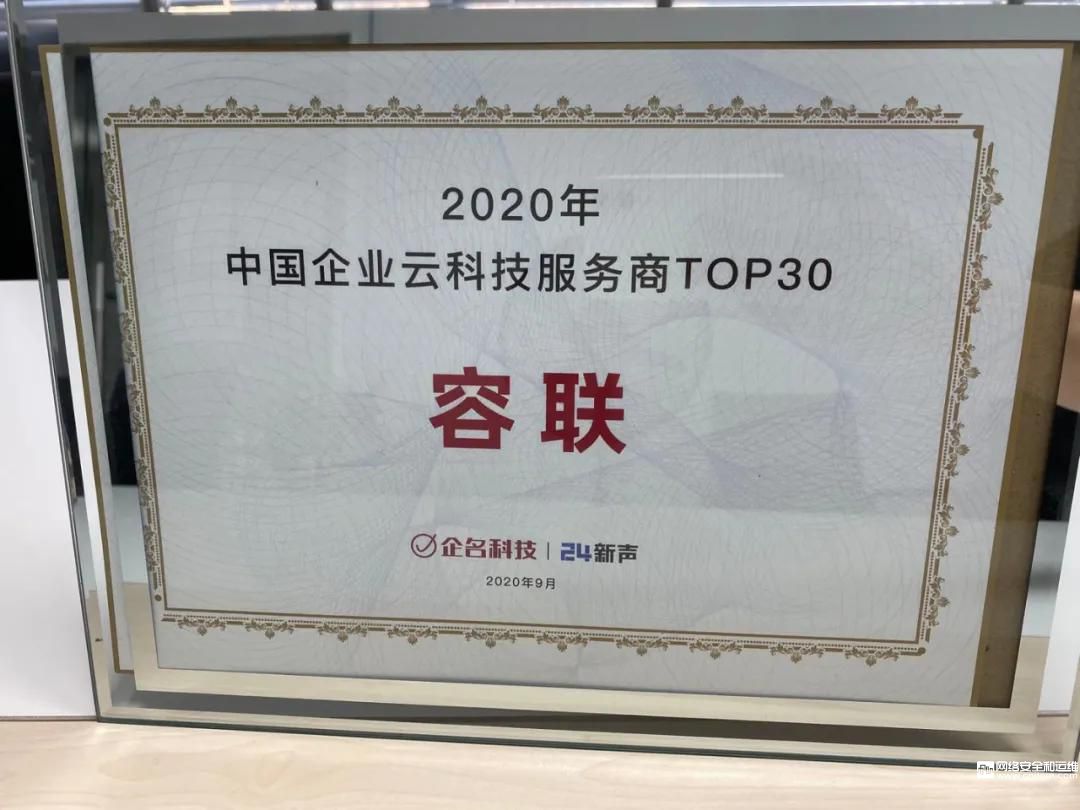 2020年
中国企业云科技服务商TOP30
容联
企名科技 | 24新声
2020年9月
网络安全和运维